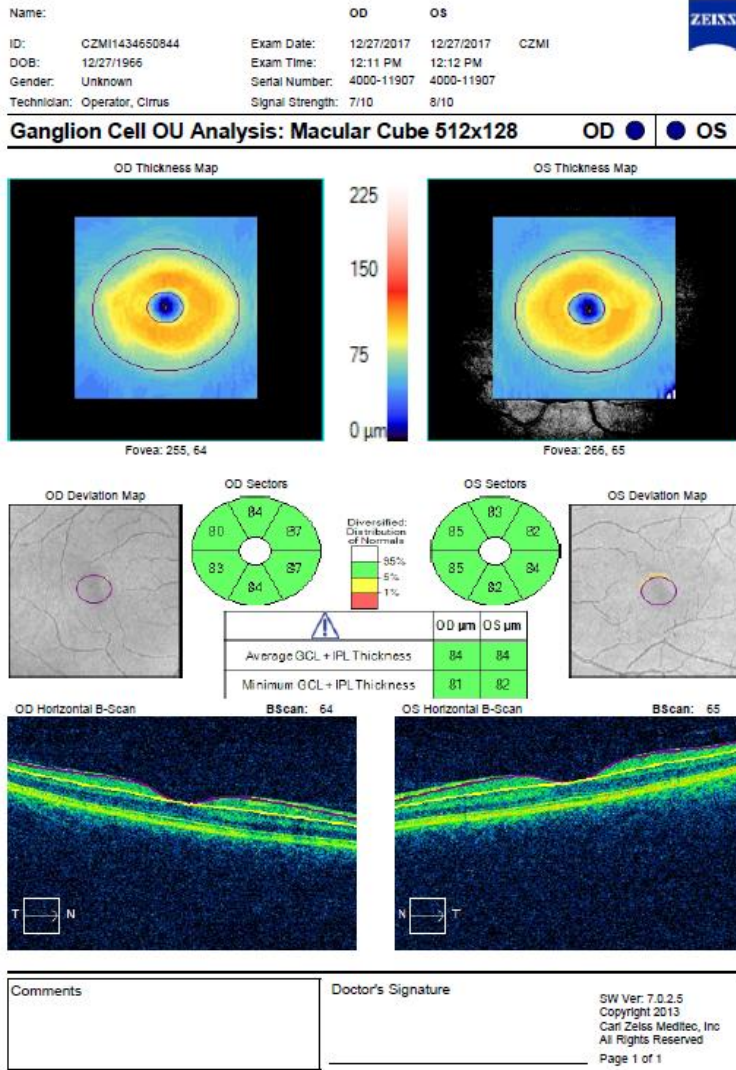 Name: OD OS
ZEISS
ID: CZMI1434650844 Exam Date: 12/27/2017 12/27/2017 CZMI
DOB: 12/27/1966 Exam Time: 12:11 PM 12:12 PM
Gender: Unknown Serial Number: 4000-11907 4000-11907
Technician: Operator, Cirrus Signal Strength: 7/10 8/10
Ganglion Cell OU Analysis: Macular Cube 512x128 OD OS
OD Thickness Map OS Thickness Map
225
150
75
0 µm
Fovea: 255, 64 Fovea: 266, 65
OD Deviation Map OD Sectors OS Sectors OS Deviation Map
84 83
80 87 85 82
83 87 85 84
84 82
Diversified:
Distribution
of Normals
95%
5%
1%
OD µm OS µm
Average GCL + IPL Thickness 84 84
Minimum GCL + IPL Thickness 81 82
OD Horizontal B-Scan BScan: 64 OS Horizontal B-Scan BScan: 65
T N N T
Comments Doctor's Signature
SW Ver: 7.0.2.5
Copyright 2013
Carl Zeiss Meditec, Inc
All Rights Reserved
Page 1 of 1